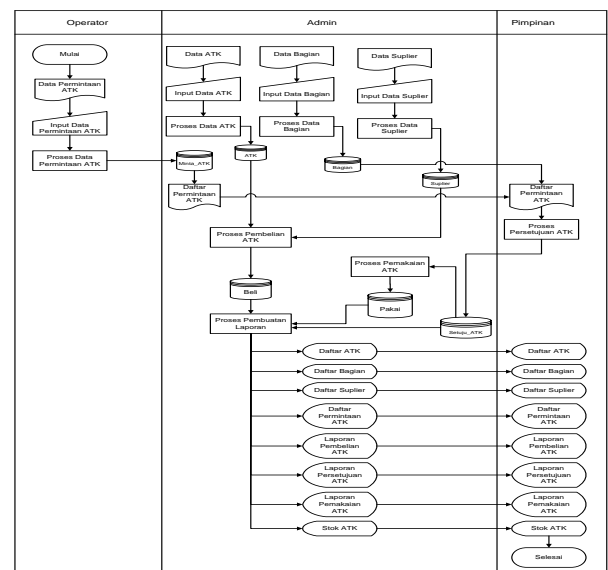 Operator
Admin
Pimpinan
Mulai
Data ATK
Data Bagian
Data Suplier
Data Permintaan
ATK
Input Data ATK
Input Data Bagian
Input Data Suplier
Input Data
Permintaan ATK
Proses Data ATK
Proses Data
Bagian
Proses Data
Suplier
Proses Data
Permintaan ATK
Minta_ATK
ATK
Bagian
Suplier
Daftar
Permintaan
ATK
Daftar
Permintaan
ATK
Proses Pembelian
ATK
Proses
Persetujuan ATK
Proses Pemakaian
ATK
Beli
Pakai
Proses Pembuatan
Laporan
Setuju_ATK
Daftar ATK
Daftar ATK
Daftar Bagian
Daftar Bagian
Daftar Suplier
Daftar Suplier
Daftar
Permintaan
ATK
Daftar
Permintaan
ATK
Laporan
Pembelian
ATK
Laporan
Pembelian
ATK
Laporan
Persetujuan
ATK
Laporan
Persetujuan
ATK
Laporan
Pemakaian
ATK
Laporan
Pemakaian
ATK
Stok ATK
Stok ATK
Selesai